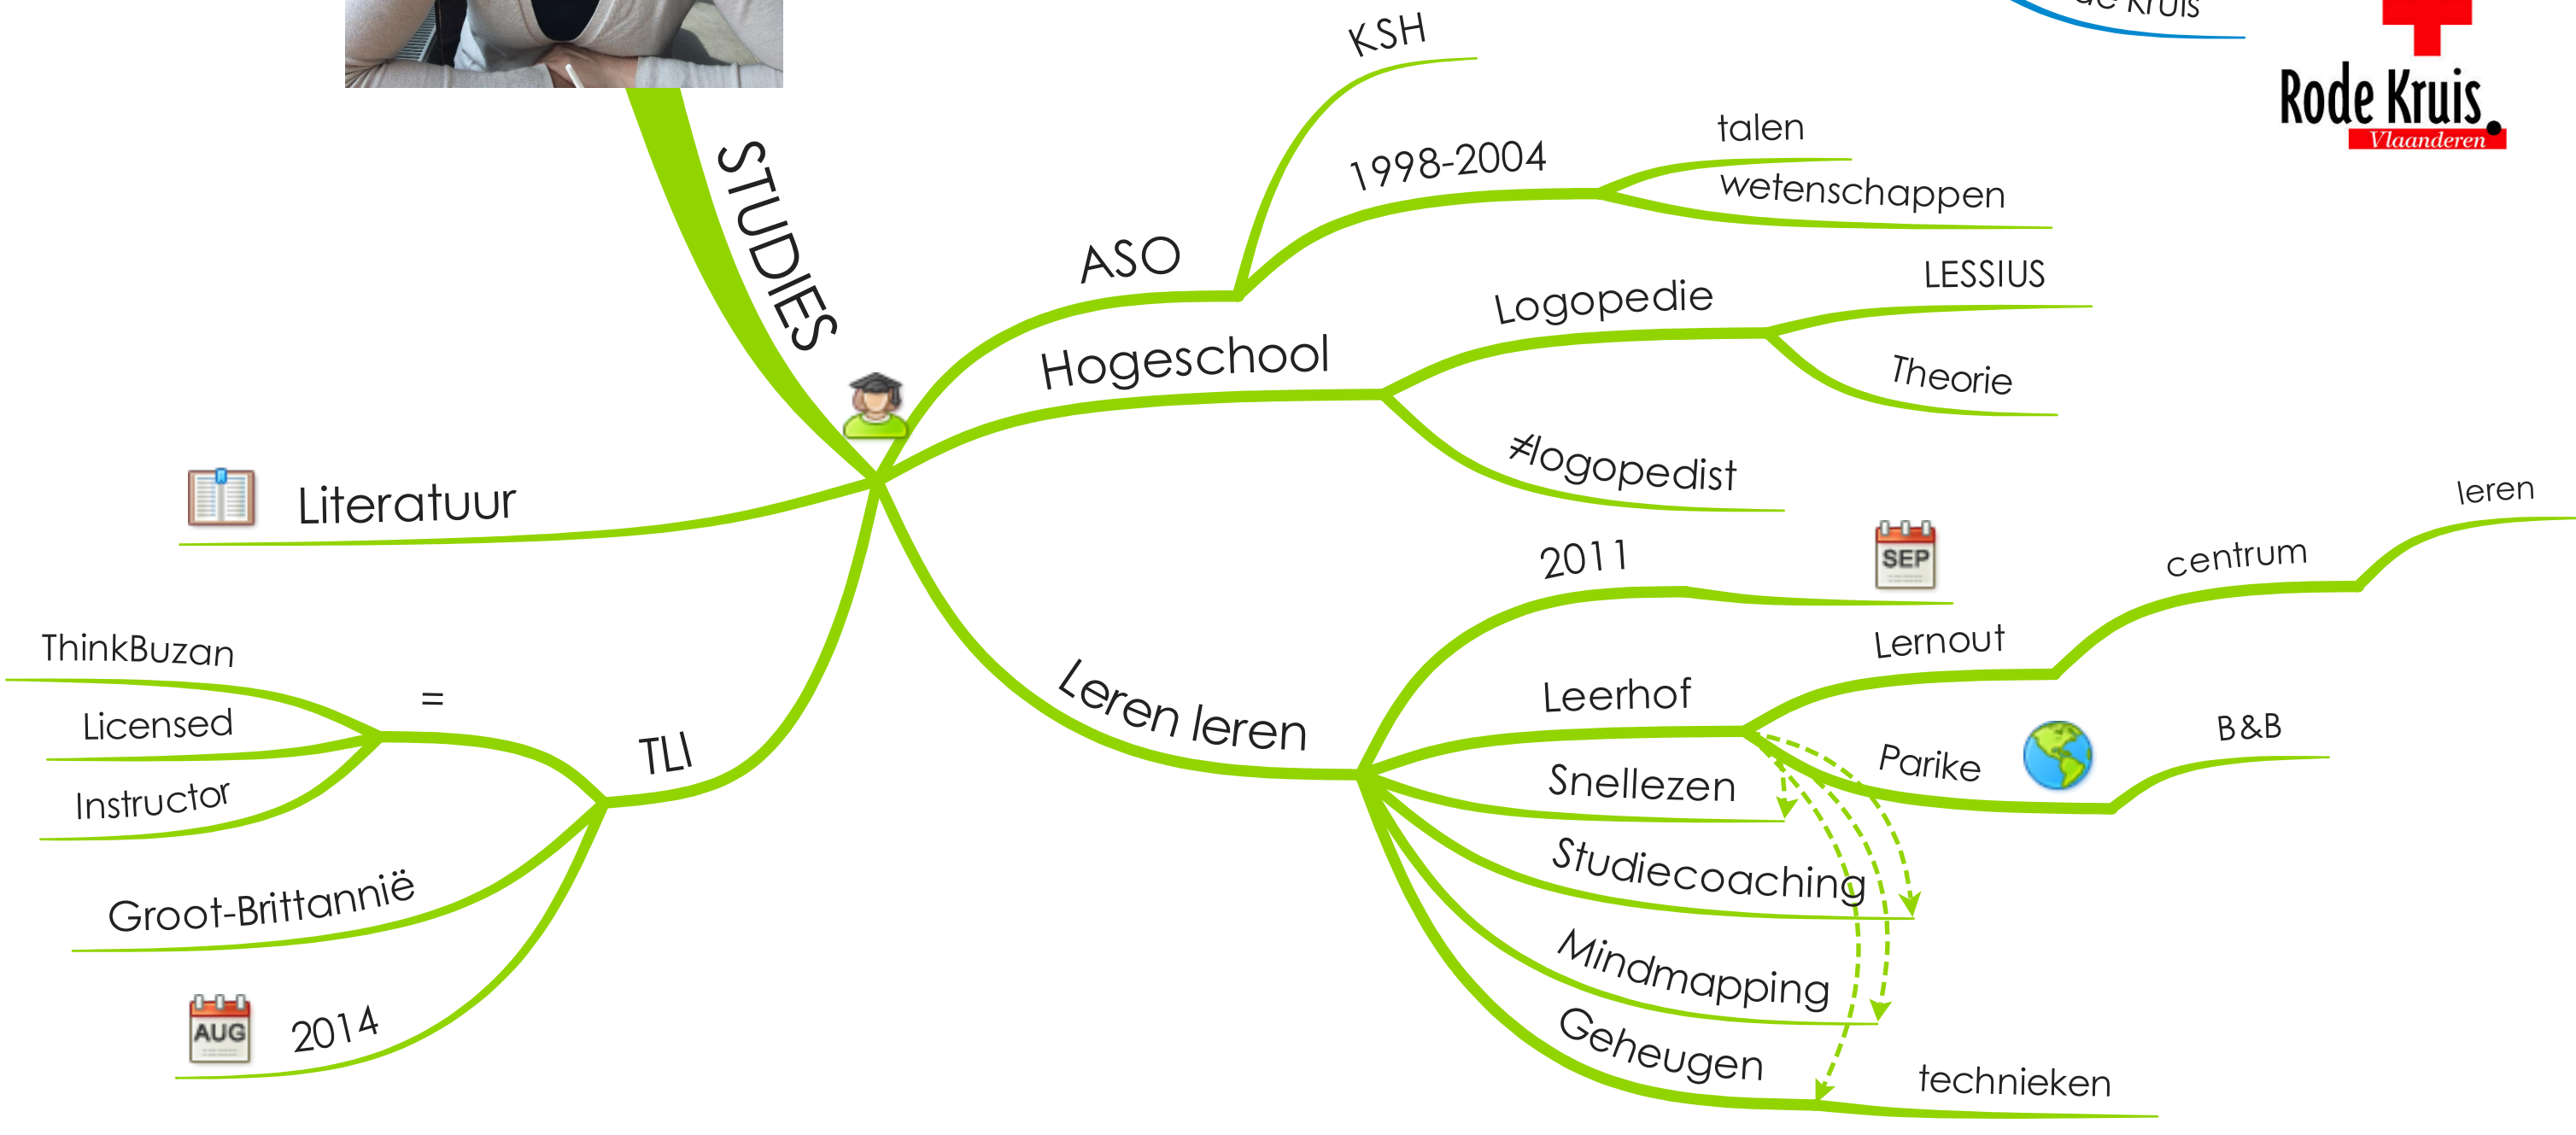 de Kruis
Rode Kruis
Vlaanderen
STUDIES
ASO
KSH
1998-2004
talen
wetenschappen
Hogeschool
Logopedie
LESSIUS
Theorie
≠logopedist
Leren leren
2011
SEP
Leerhof
Lernout
centrum
leren
Parike
B&B
Snellezen
Studiecoaching
Mindmapping
Geheugen
technieken
TLI
=
ThinkBuzan
Licensed
Instructor
Groot-Brittannië
2014
AUG
Literatuur